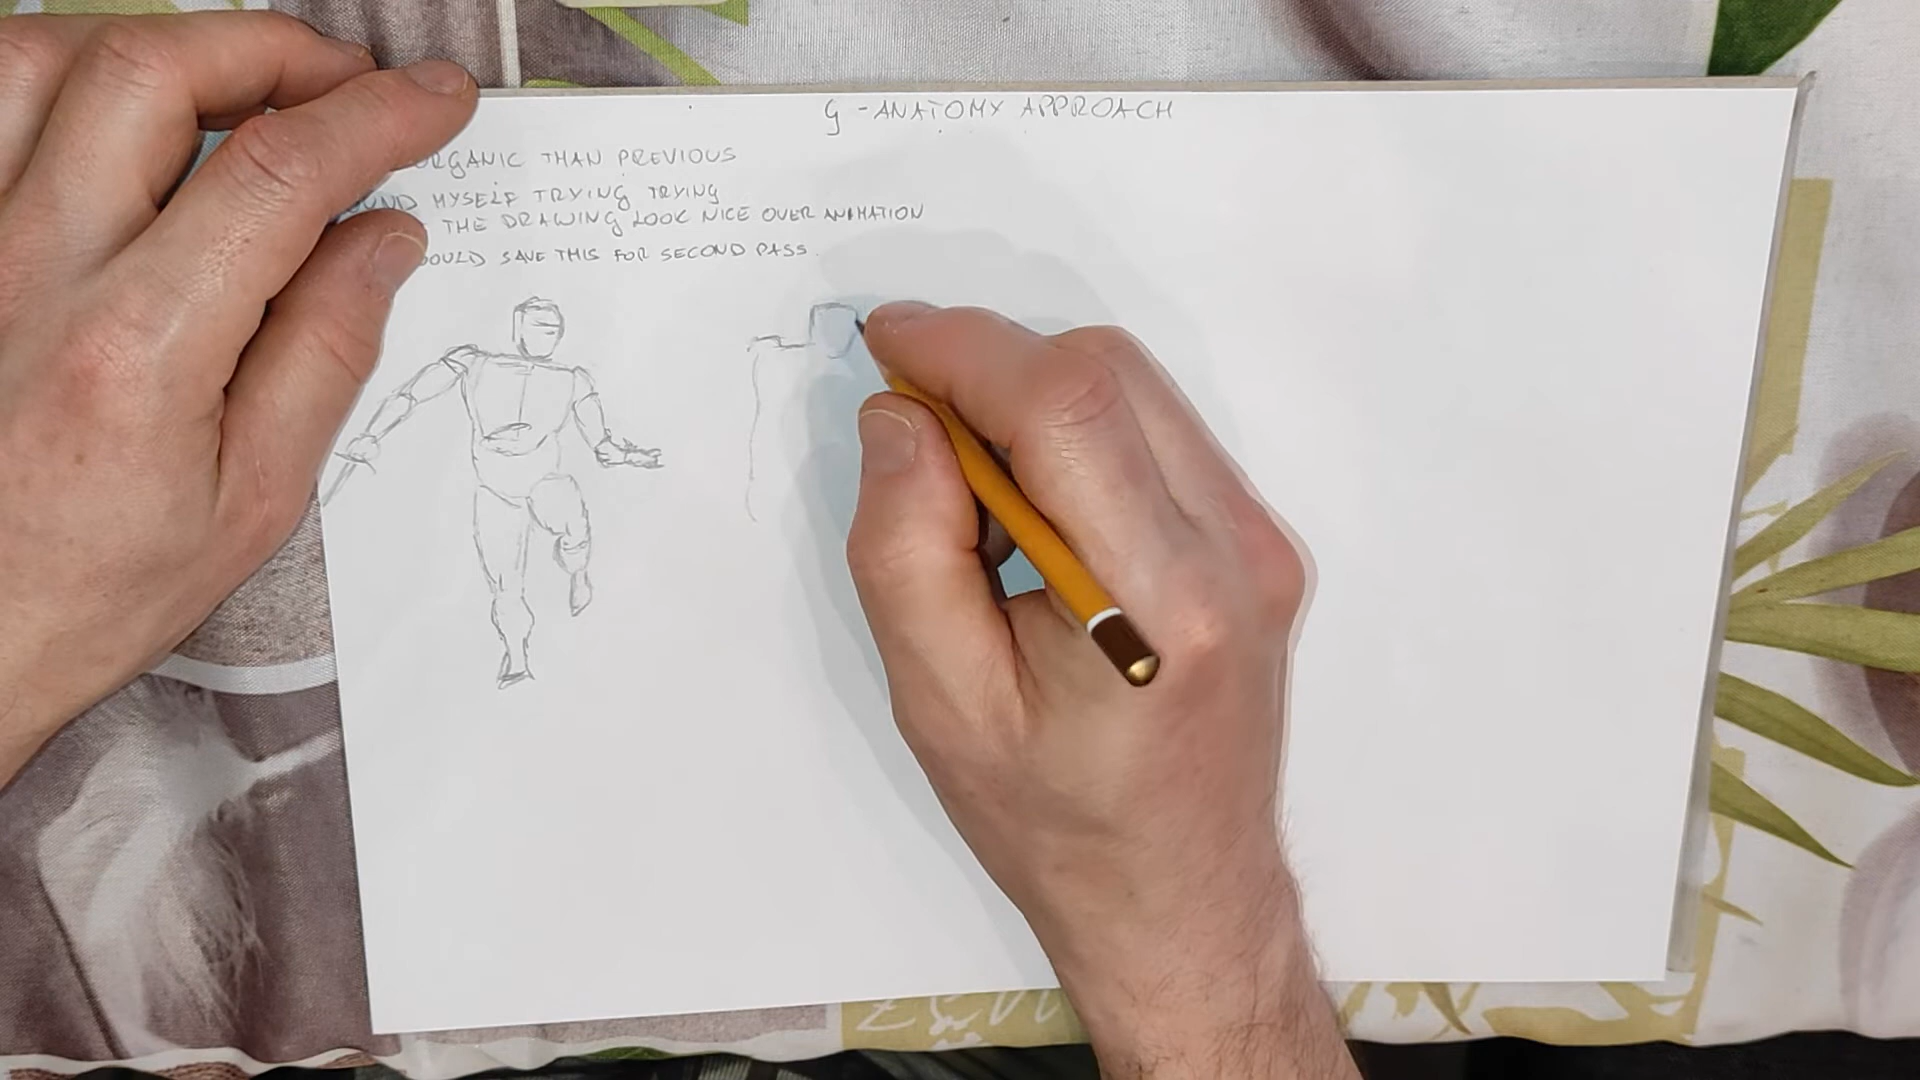 G - ANATOMY APPROACH
ORGANIC THAN PREVIOUS
MYSELF TRYING TRYING
THE DRAWING LOOK NICE OVER ANIMATION
SAVE THIS FOR SECOND PASS.